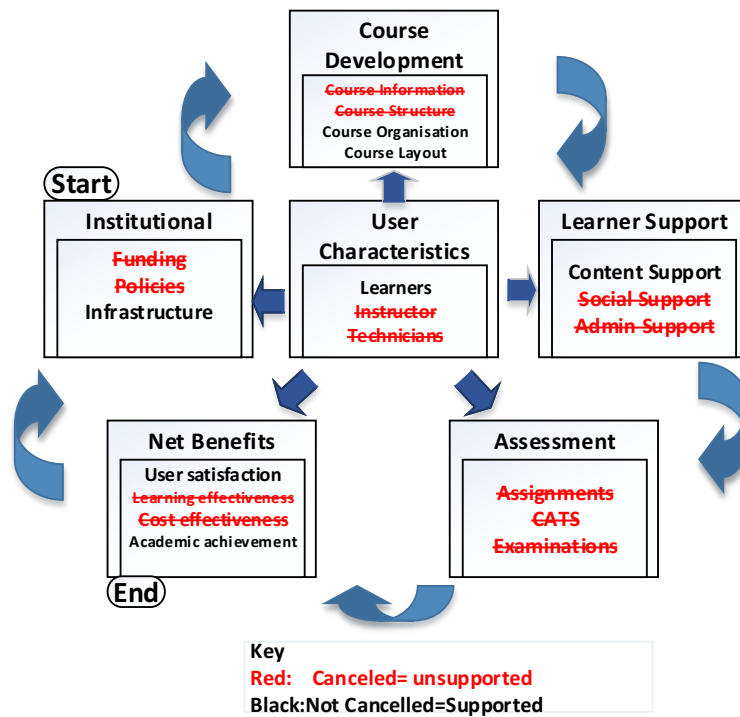 Course
Development
Course Information
Course Structure
Course Organisation
Course Layout
Start
Institutional
Funding
Policies
Infrastructure
User
Characteristics
Learners
Instructor
Technicians
Learner Support
Content Support
Social Support
Admin Support
Net Benefits
User satisfaction
Learning effectiveness
Cost effectiveness
Academic achievement
End
Assessment
Assignments
CATS
Examinations
Key
Red: Canceled= unsupported
Black:Not Cancelled=Supported